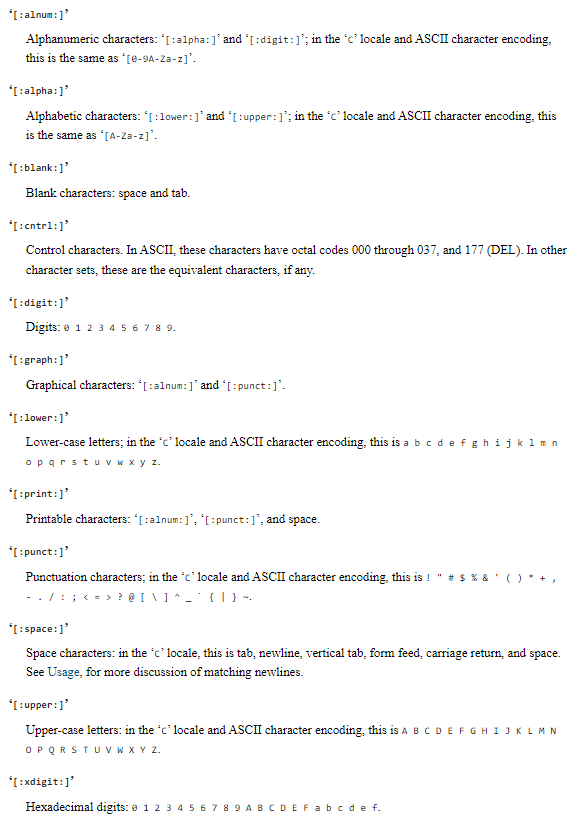 ‘[:alnum:]’
Alphanumeric characters: ‘[:alpha:]’ and ‘[:digit:]’; in the ‘C’ locale and ASCII character encoding,
this is the same as ‘[0-9A-Za-z]’.
‘[:alpha:]’
Alphabetic characters: ‘[:lower:]’ and ‘[:upper:]’; in the ‘C’ locale and ASCII character encoding, this
is the same as ‘[A-Za-z]’.
‘[:blank:]’
Blank characters: space and tab.
‘[:cntrl:]’
Control characters. In ASCII, these characters have octal codes 000 through 037, and 177 (DEL). In other
character sets, these are the equivalent characters, if any.
‘[:digit:]’
Digits: 0 1 2 3 4 5 6 7 8 9.
‘[:graph:]’
Graphical characters: ‘[:alnum:]’ and ‘[:punct:]’.
‘[:lower:]’
Lower-case letters; in the ‘C’ locale and ASCII character encoding, this is a b c d e f g h i j k l m n
o p q r s t u v w x y z.
‘[:print:]’
Printable characters: ‘[:alnum:]’, ‘[:punct:]’, and space.
‘[:punct:]’
Punctuation characters; in the ‘C’ locale and ASCII character encoding, this is ! " # $ % & ' ( ) * + ,
- . / : ; < = > ? @ [ \ ] ^ _ ` { | } ~.
‘[:space:]’
Space characters: in the ‘C’ locale, this is tab, newline, vertical tab, form feed, carriage return, and space.
See Usage, for more discussion of matching newlines.
‘[:upper:]’
Upper-case letters: in the ‘C’ locale and ASCII character encoding, this is A B C D E F G H I J K L M N
O P Q R S T U V W X Y Z.
‘[:xdigit:]’
Hexadecimal digits: 0 1 2 3 4 5 6 7 8 9 A B C D E F a b c d e f.